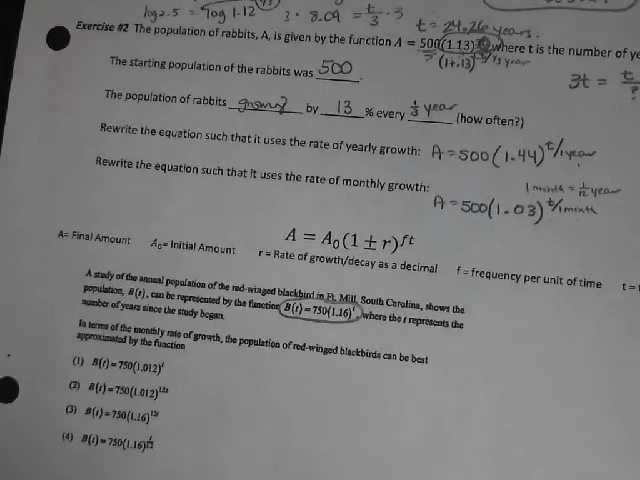 log 2.5 = log 1.12
3 · 8.09 = t/3 · 3
t = 24.26 years.
Exercise #2 The population of rabbits, A, is given by the function A = 500(1.13) where t is the number of ye
(1+.13)
1/3 year
3t = t/?
The starting population of the rabbits was 500
The population of rabbits grows by 13 % every 1/3 year (how often?)
Rewrite the equation such that it uses the rate of yearly growth: A = 500(1.44)^t/1 year
Rewrite the equation such that it uses the rate of monthly growth:
1 month = 1/12 year
A = 500(1.03)^t/1 month
A = A₀(1 ± r)^ft
A= Final Amount A₀= Initial Amount r = Rate of growth/decay as a decimal f = frequency per unit of time t =
A study of the annual population of the red-winged blackbird in Ft. Mill, South Carolina, shows the
population, B(t), can be represented by the function B(t) = 750(1.16)^t, where the t represents the
number of years since the study began.
In terms of the monthly rate of growth, the population of red-winged blackbirds can be best
approximated by the function
(1) B(t) = 750(1.012)^t
(2) B(t) = 750(1.012)^12t
(3) B(t) = 750(1.16)^12t
(4) B(t) = 750(1.16)^t/12